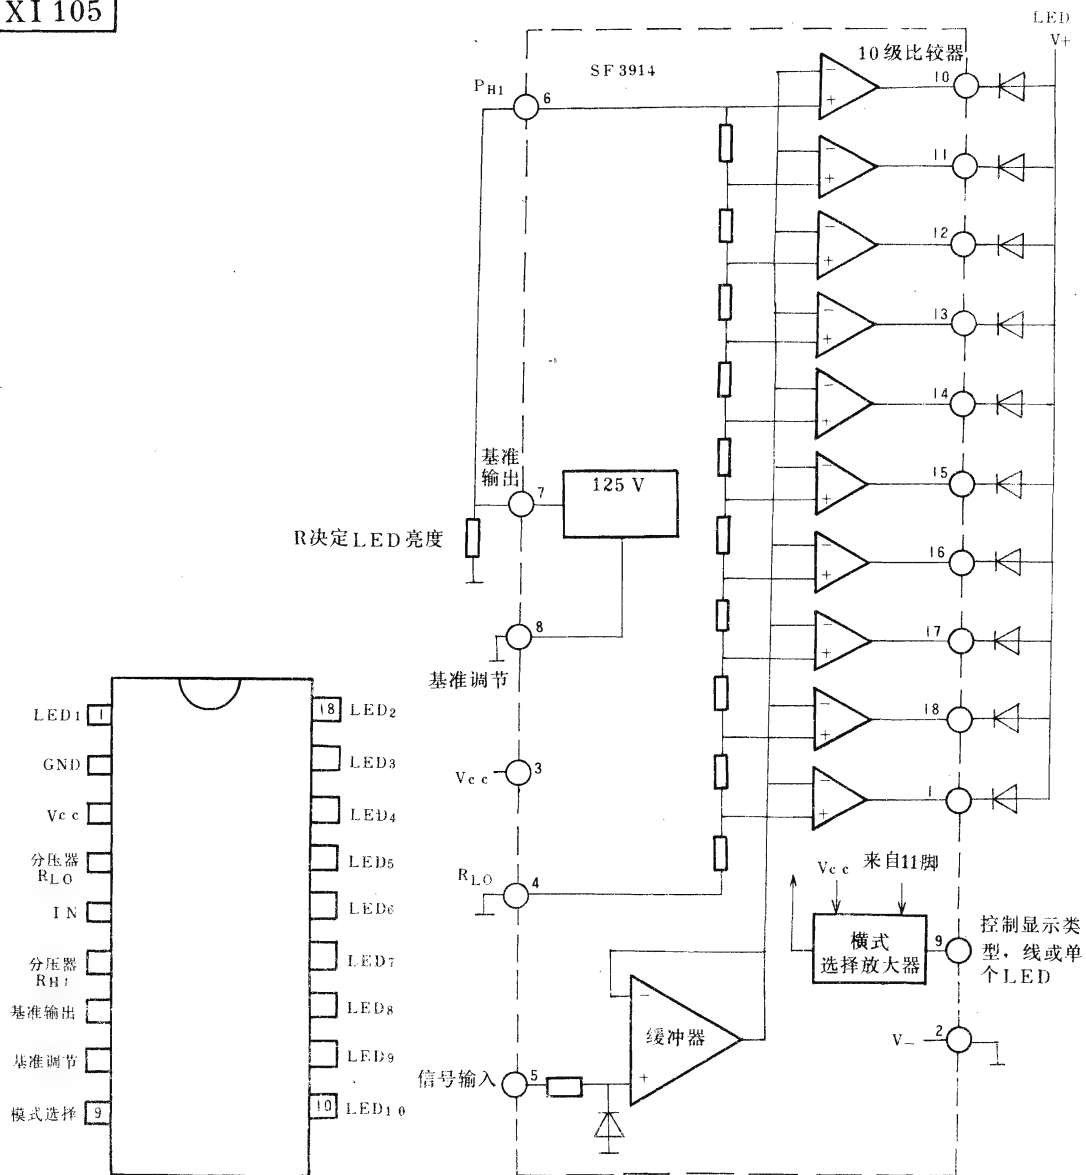 XI 105
LED
V+
10级比较器
SF3914
PH1
6
10
11
12
13
14
15
16
17
18
1
基准
输出
7
125 V
R决定LED亮度
8
基准调节
Vcc
3
RLO
4
Vcc
来自11脚
横式
选择放大器
9
控制显示类
型，线或单
个LED
V-
2
缓冲器
信号输入
5
LED1
1
18
LED2
GND
LED3
Vcc
LED4
分压器
RLO
LED5
IN
LED6
分压器
RHI
LED7
基准输出
LED8
基准调节
LED9
模式选择
9
10
LED10